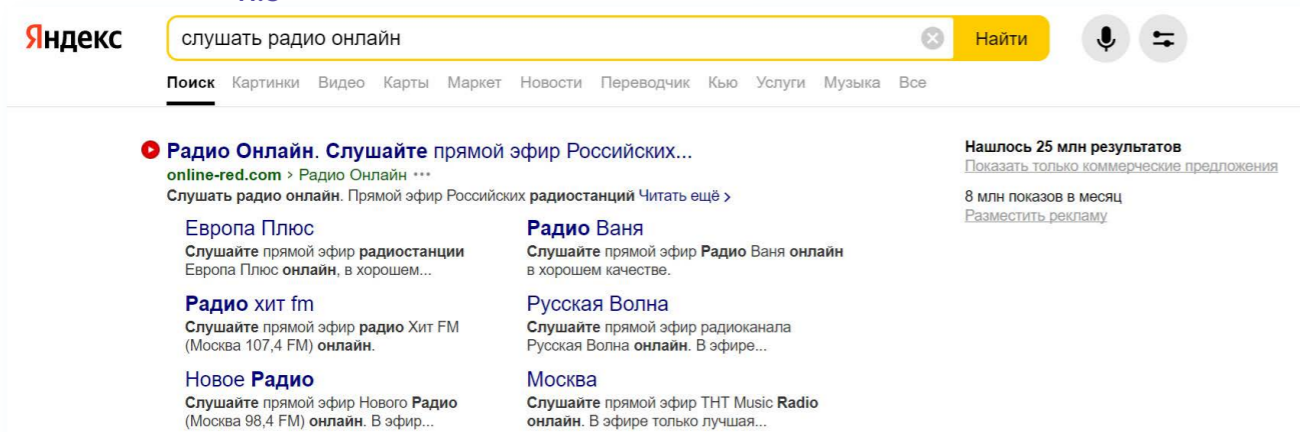 Яндекс
слушать радио онлайн
Найти
Поиск Картинки Видео Карты Маркет Новости Переводчик Кью Услуги Музыка Все
Радио Онлайн. Слушайте прямой эфир Российских...
online-red.com › Радио Онлайн •••
Слушать радио онлайн. Прямой эфир Российских радиостанций Читать ещё ›
Европа Плюс
Слушайте прямой эфир радиостанции
Европа Плюс онлайн, в хорошем...
Радио Ваня
Слушайте прямой эфир Радио Ваня онлайн
в хорошем качестве.
Радио хит fm
Слушайте прямой эфир радио Хит FM
(Москва 107,4 FM) онлайн.
Русская Волна
Слушайте прямой эфир радиоканала
Русская Волна онлайн. В эфире...
Новое Радио
Слушайте прямой эфир Нового Радио
(Москва 98,4 FM) онлайн. В эфир...
Москва
Слушайте прямой эфир ТНТ Music Radio
онлайн. В эфире только лучшая...
Нашлось 25 млн результатов
Показать только коммерческие предложения
8 млн показов в месяц
Разместить рекламу